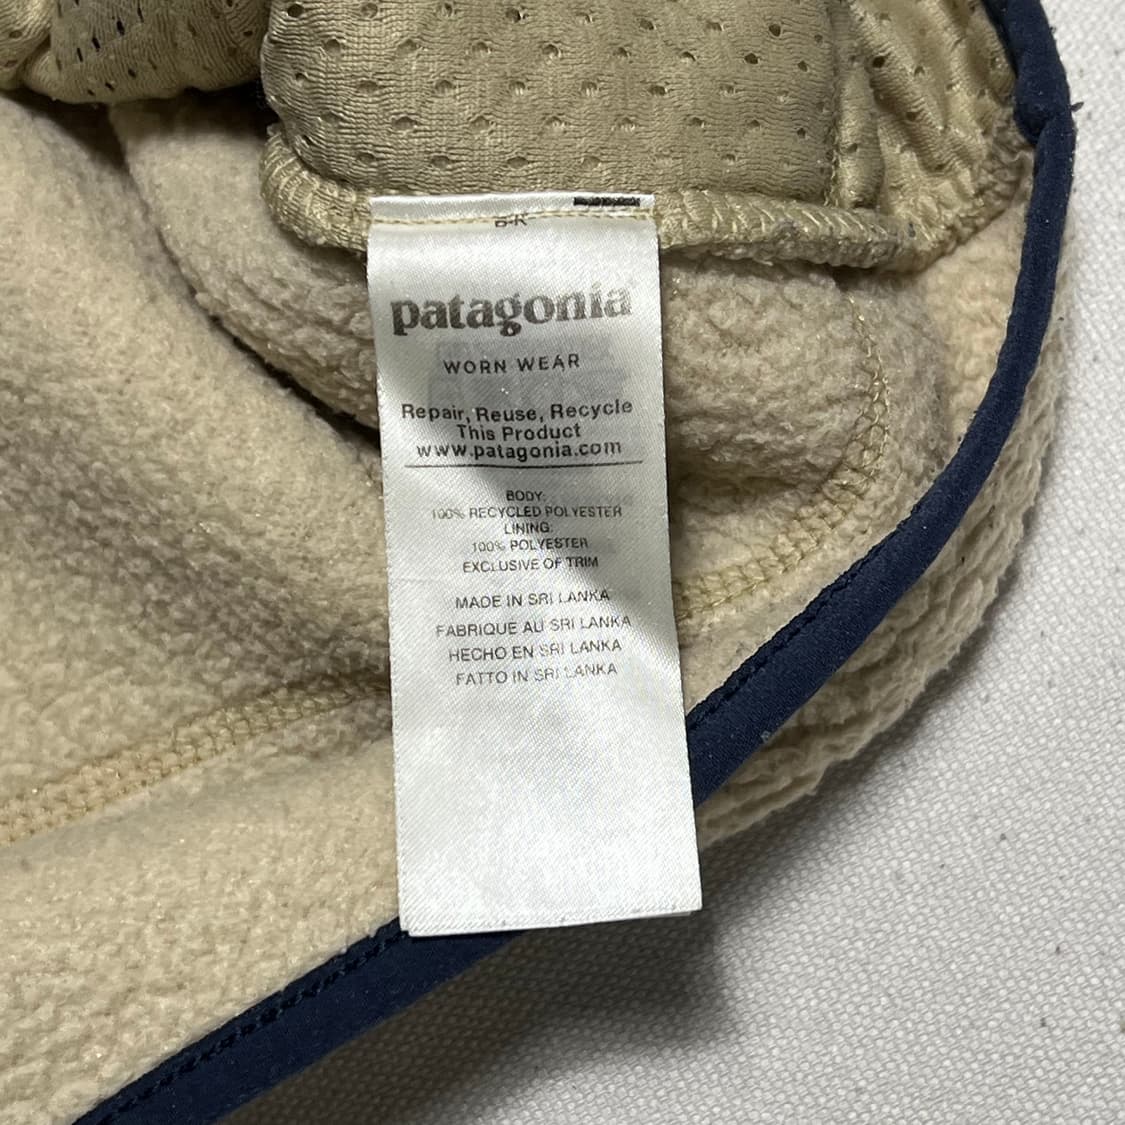 B-R
patagonia
WORN WEAR
Repair, Reuse, Recycle
This Product
www.patagonia.com
BODY:
100% RECYCLED POLYESTER
LINING:
100% POLYESTER
EXCLUSIVE OF TRIM
MADE IN SRI LANKA
FABRIQUE AU SRI LANKA
HECHO EN SRI LANKA
FATTO IN SRI LANKA